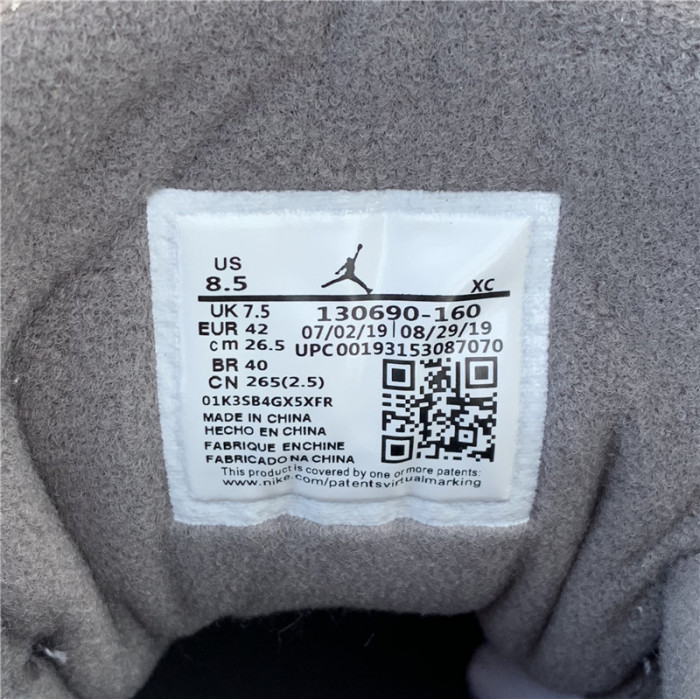 US
8.5
XC
UK 7.5
130690-160
EUR 42
07/02/19 | 08/29/19
cm 26.5
UPC00193153087070
BR 40
CN 265(2.5)
01K3SB4GX5XFR
MADE IN CHINA
HECHO EN CHINA
FABRIQUE ENCHINE
FABRICADO NA CHINA
This product is covered by one or more patents:
www.nike.com/patentsvirtualmarking